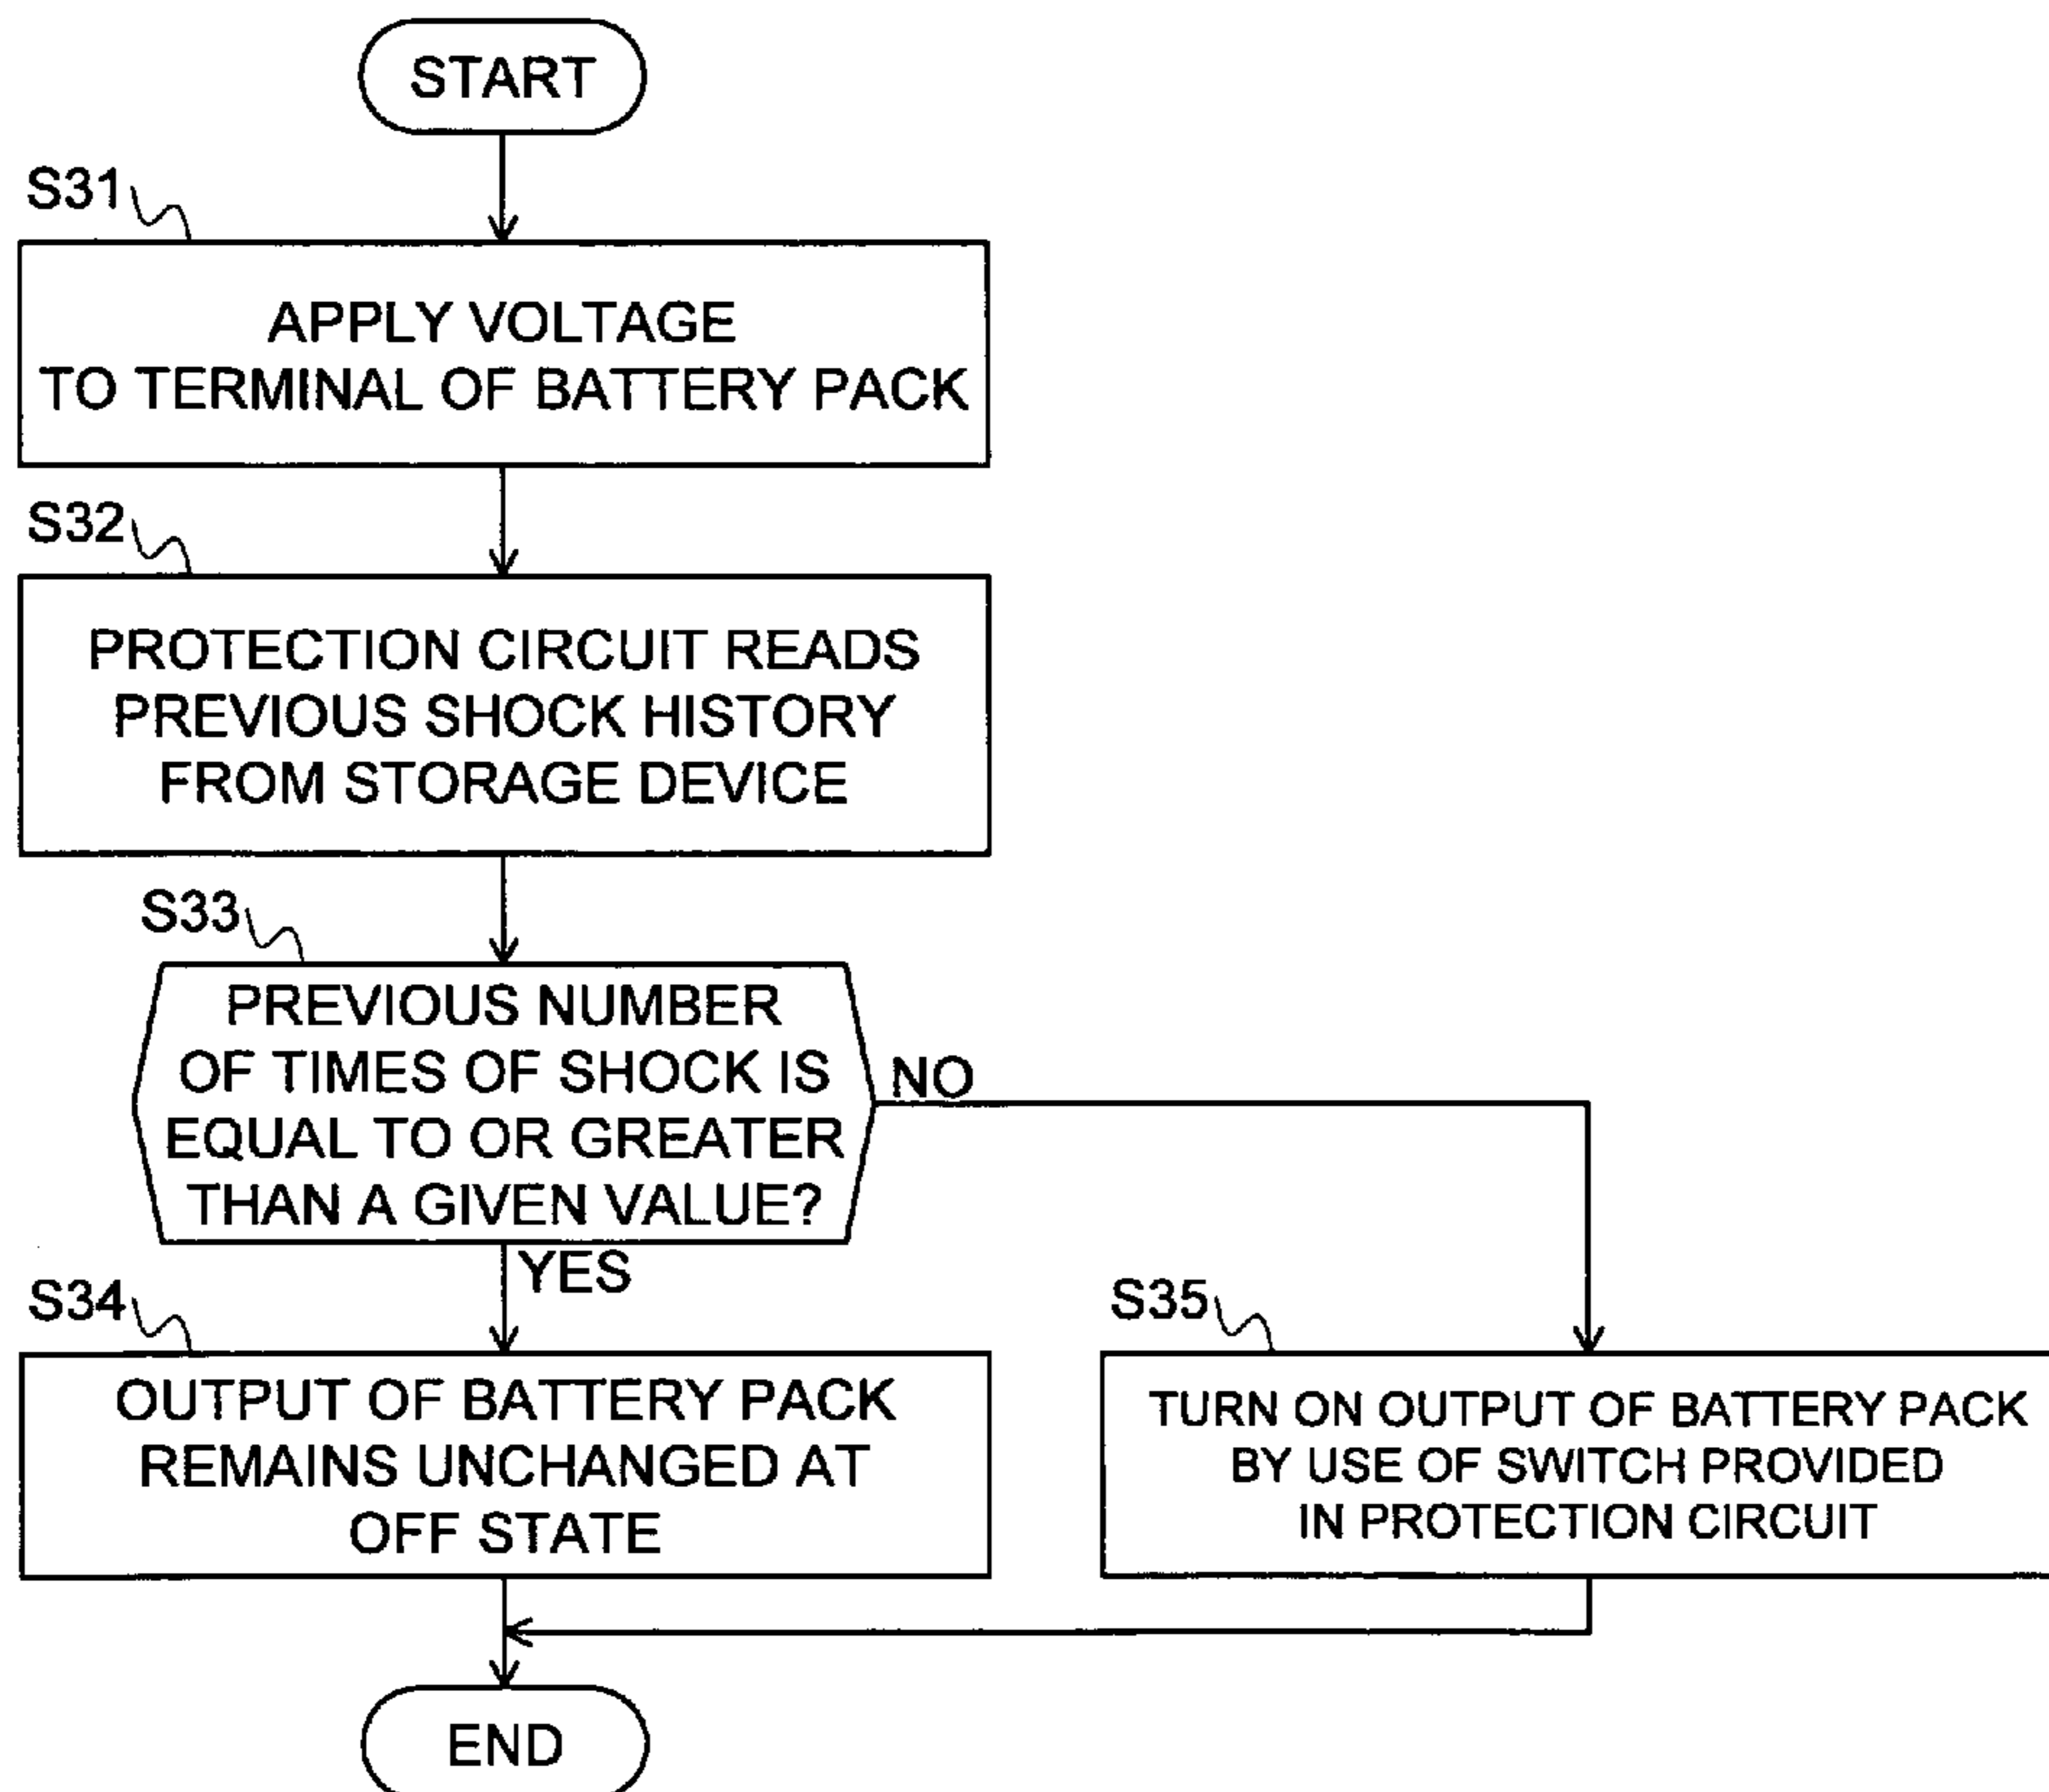 START
S31
APPLY VOLTAGE
TO TERMINAL OF BATTERY PACK
S32
PROTECTION CIRCUIT READS
PREVIOUS SHOCK HISTORY
FROM STORAGE DEVICE
S33
PREVIOUS NUMBER
OF TIMES OF SHOCK IS
EQUAL TO OR GREATER
THAN A GIVEN VALUE?
NO
YES
S34
OUTPUT OF BATTERY PACK
REMAINS UNCHANGED AT
OFF STATE
S35
TURN ON OUTPUT OF BATTERY PACK
BY USE OF SWITCH PROVIDED
IN PROTECTION CIRCUIT
END